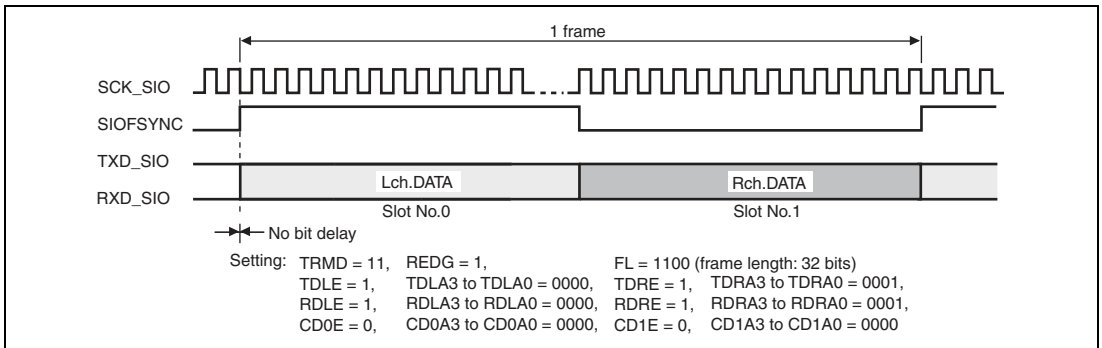 1 frame
SCK_SIO
SIOFSYNC
TXD_SIO
RXD_SIO
Lch.DATA Rch.DATA
Slot No.0 Slot No.1
No bit delay
Setting: TRMD = 11, REDG = 1, FL = 1100 (frame length: 32 bits)
TDLE = 1, TDLA3 to TDLA0 = 0000, TDRE = 1, TDRA3 to TDRA0 = 0001,
RDLE = 1, RDLA3 to RDLA0 = 0000, RDRE = 1, RDRA3 to RDRA0 = 0001,
CD0E = 0, CD0A3 to CD0A0 = 0000, CD1E = 0, CD1A3 to CD1A0 = 0000